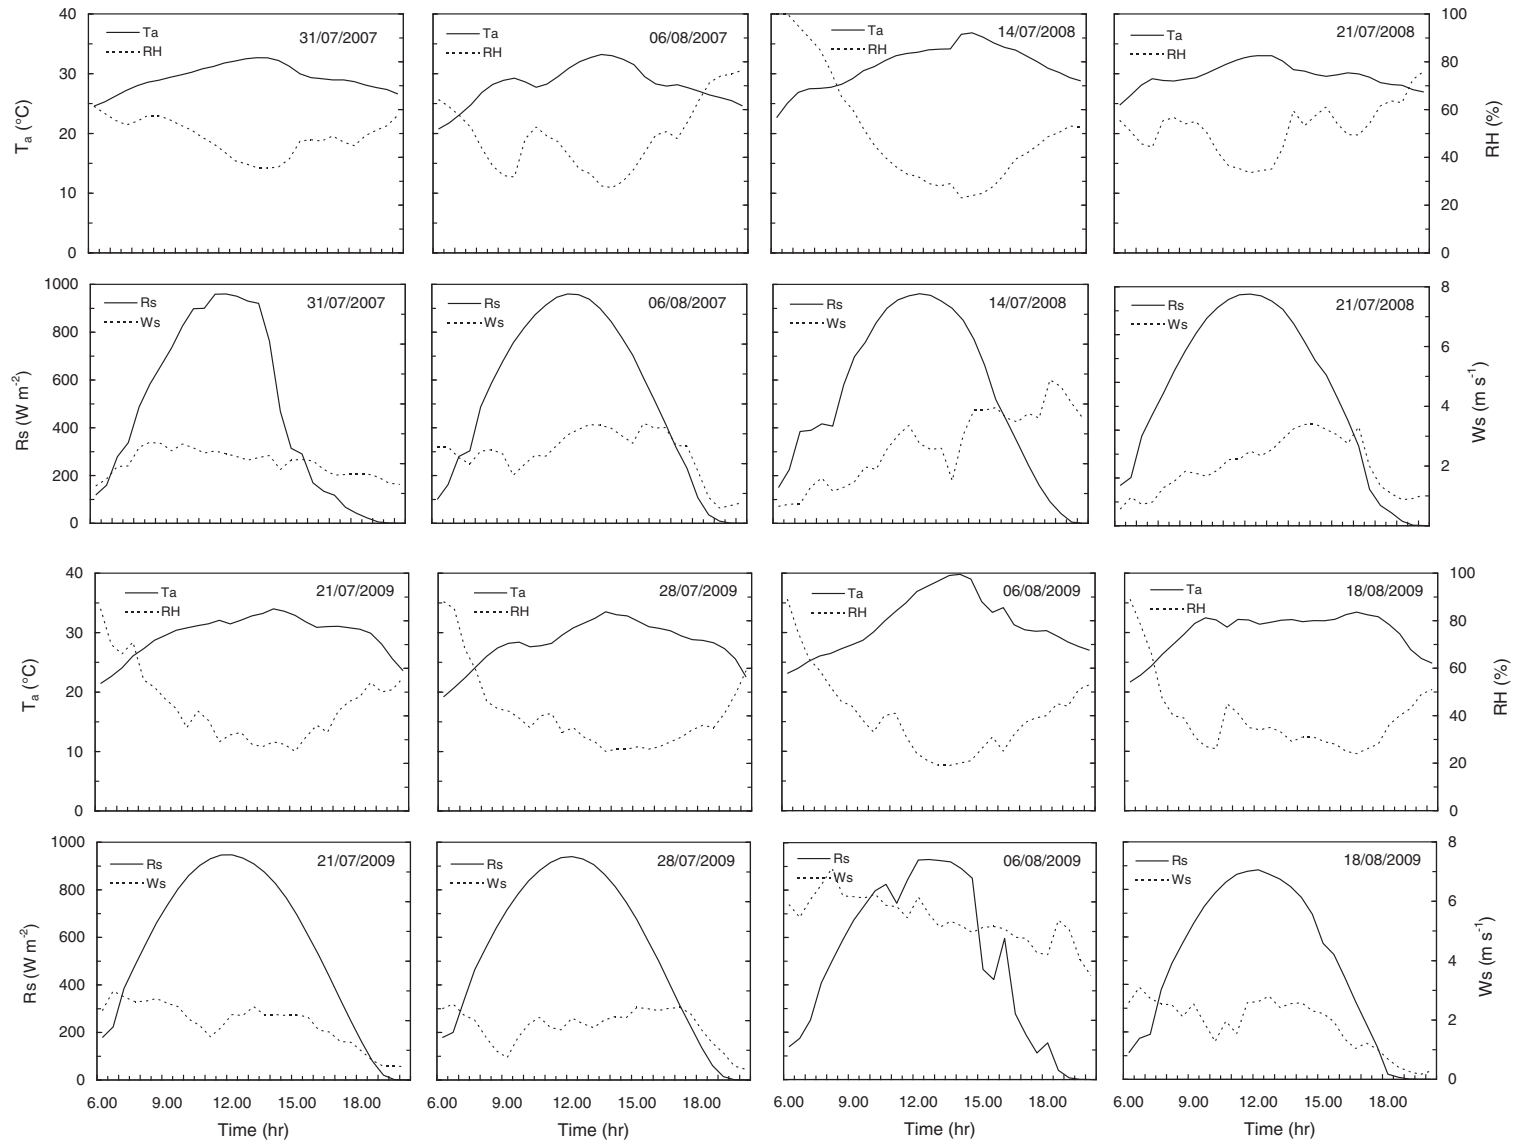 40
30
20
10
0
Tₐ (°C)
Ta
RH
31/07/2007
Ta
RH
06/08/2007
Ta
RH
14/07/2008
Ta
RH
21/07/2008
100
80
60
40
20
0
RH (%)
1000
800
600
400
200
0
Rs (W m⁻²)
Rs
Ws
31/07/2007
Rs
Ws
06/08/2007
Rs
Ws
14/07/2008
Rs
Ws
21/07/2008
8
6
4
2
Ws (m s⁻¹)
40
30
20
10
0
Tₐ (°C)
Ta
RH
21/07/2009
Ta
RH
28/07/2009
Ta
RH
06/08/2009
Ta
RH
18/08/2009
100
80
60
40
20
0
RH (%)
1000
800
600
400
200
0
Rs (W m⁻²)
Rs
Ws
21/07/2009
Rs
Ws
28/07/2009
Rs
Ws
06/08/2009
Rs
Ws
18/08/2009
8
6
4
2
0
Ws (m s⁻¹)
6.00 9.00 12.00 15.00 18.00
Time (hr)
6.00 9.00 12.00 15.00 18.00
Time (hr)
6.00 9.00 12.00 15.00 18.00
Time (hr)
6.00 9.00 12.00 15.00 18.00
Time (hr)